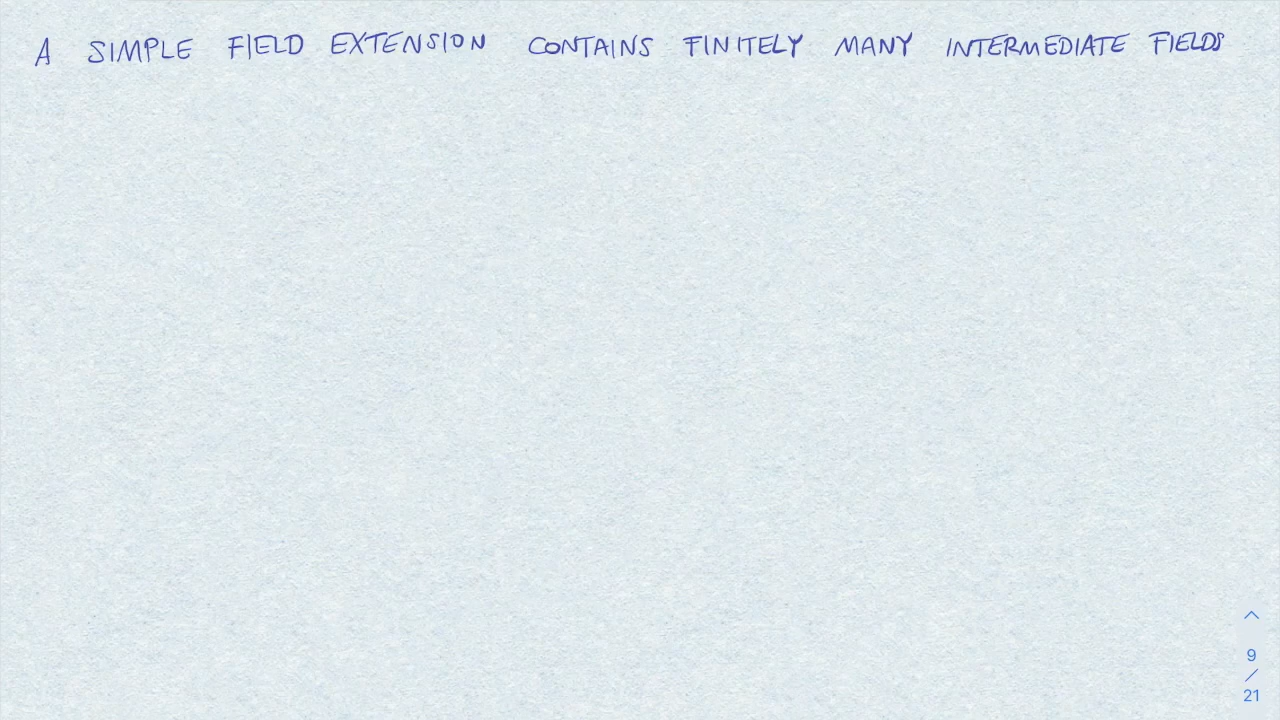 A SIMPLE FIELD EXTENSION CONTAINS FINITELY MANY INTERMEDIATE FIELDS
9
/
21